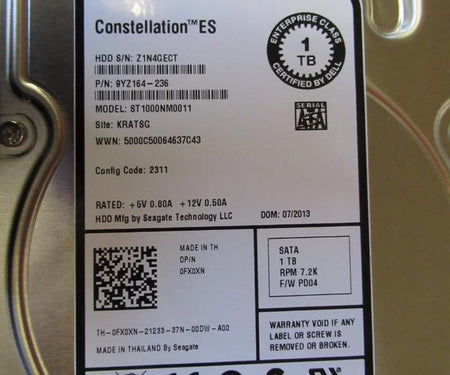 Constellation™ES
ENTERPRISE CLASS
1
TB
CERTIFIED BY DELL
HDD S/N: Z1N4GECT
P/N: 9YZ164-236
MODEL: ST1000NM0011
SERIAL
SATA
Site: KRATSG
WWN: 5000C50064637C43
Config Code: 2311
RATED: +5V 0.80A +12V 0.50A
HDD Mfg by Seagate Technology LLC
DOM: 07/2013
MADE IN TH
DP/N
0FX0XN
SATA
1 TB
RPM 7.2K
F/W PD04
TH-0FX0XN-21233-37N-00DW-A00
MADE IN THAILAND By Seagate
WARRANTY VOID IF ANY
LABEL OR SCREW IS
REMOVED OR BROKEN.